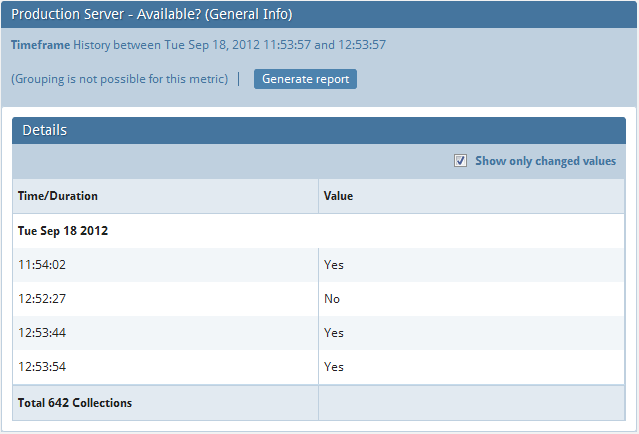 Production Server - Available? (General Info)
Timeframe History between Tue Sep 18, 2012 11:53:57 and 12:53:57
(Grouping is not possible for this metric) | Generate report
Details
Show only changed values
Time/Duration Value
Tue Sep 18 2012
11:54:02 Yes
12:52:27 No
12:53:44 Yes
12:53:54 Yes
Total 642 Collections